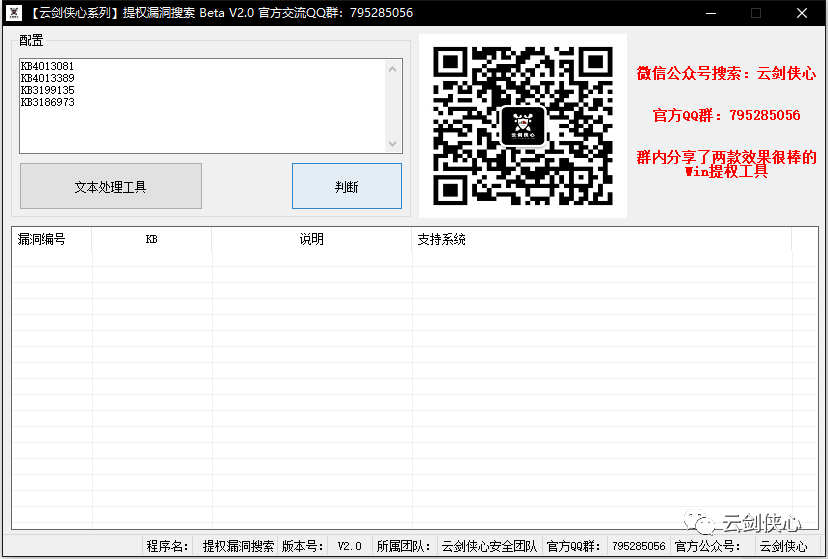 【云剑侠心系列】提权漏洞搜索 Beta V2.0 官方交流QQ群：795285056
配置
KB4013081
KB4013389
KB3199135
KB3186973
文本处理工具
判断
云剑侠心
微信公众号搜索：云剑侠心
官方QQ群：795285056
群内分享了两款效果很棒的
Win提权工具
漏洞编号 KB 说明 支持系统
云剑侠心
程序名： 提权漏洞搜索 版本号： V2.0 所属团队： 云剑侠心安全团队 官方QQ群： 795285056 官方公众号： 云剑侠心